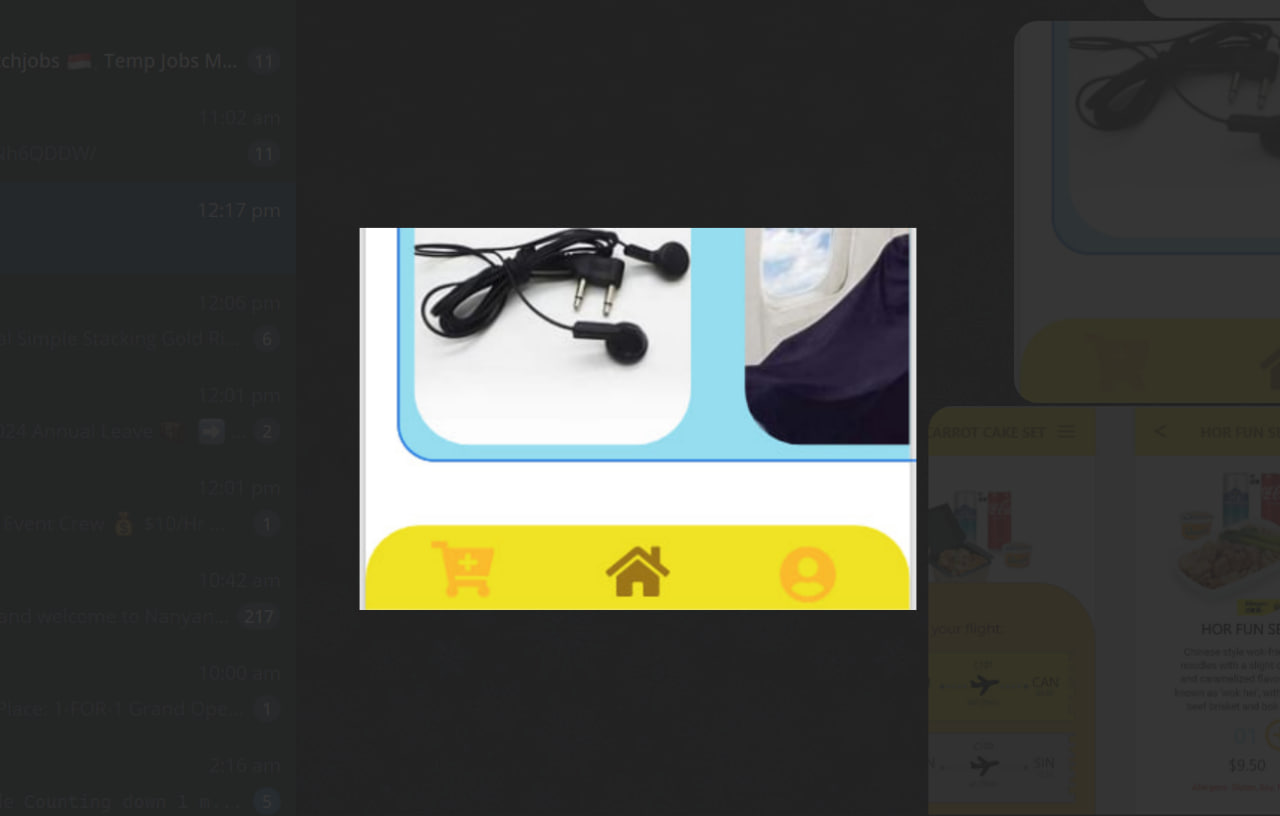 chjobs 🇮🇩 Temp Jobs M... 11
11:02 am
Nh6QDDW/ 11
12:17 pm
12:06 pm
ai Simple Stacking Gold Ri... 6
12:01 pm
024 Annual Leave 🧧 ➡️ ... 2
12:01 pm
Event Crew 💰 $10/Hr ... 1
10:42 am
and welcome to Nanyan... 217
10:00 am
Place: 1-FOR-1 Grand Ope... 1
2:16 am
Counting down 1 m... 5
CARROT CAKE SET
your flight:
CAN
SIN
HOR FUN SE
HOR FUN SE
Chinese style wok-fr
noodles with a slight
and caramelized flav
known as 'wok hei', wit
beef brisket and bok
01
$9.50